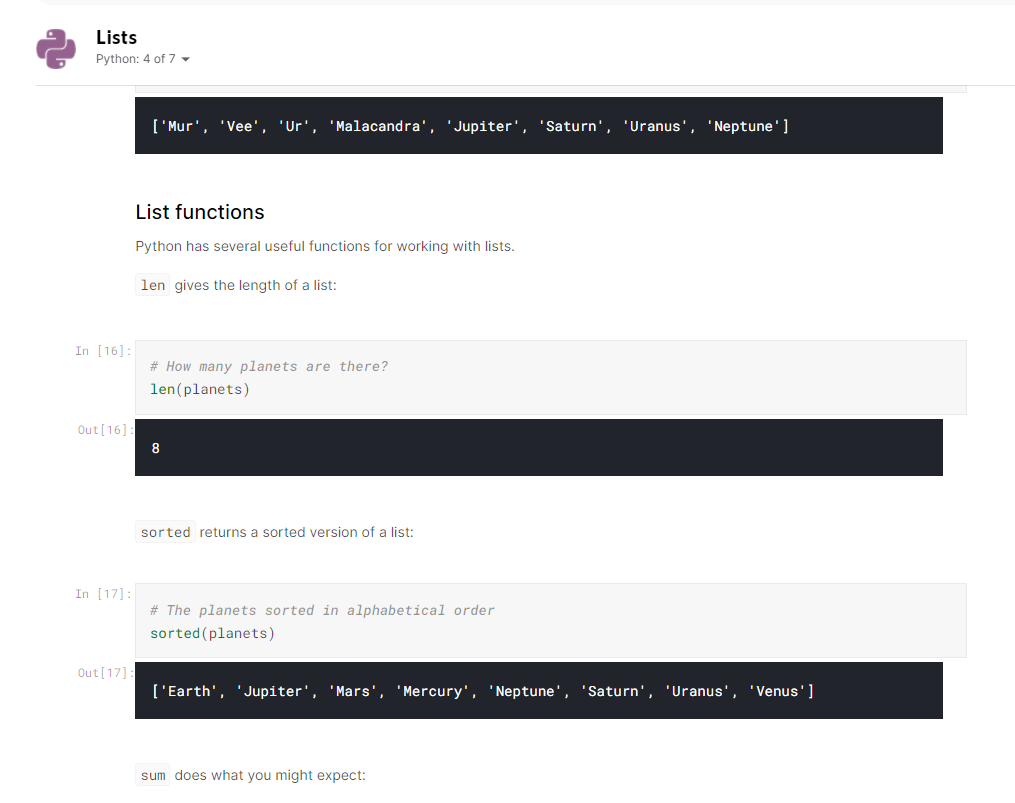 Lists
Python: 4 of 7
['Mur', 'Vee', 'Ur', 'Malacandra', 'Jupiter', 'Saturn', 'Uranus', 'Neptune']
List functions
Python has several useful functions for working with lists.
len gives the length of a list:
In [16]:
# How many planets are there?
len(planets)
Out[16]:
8
sorted returns a sorted version of a list:
In [17]:
# The planets sorted in alphabetical order
sorted(planets)
Out[17]:
['Earth', 'Jupiter', 'Mars', 'Mercury', 'Neptune', 'Saturn', 'Uranus', 'Venus']
sum does what you might expect: